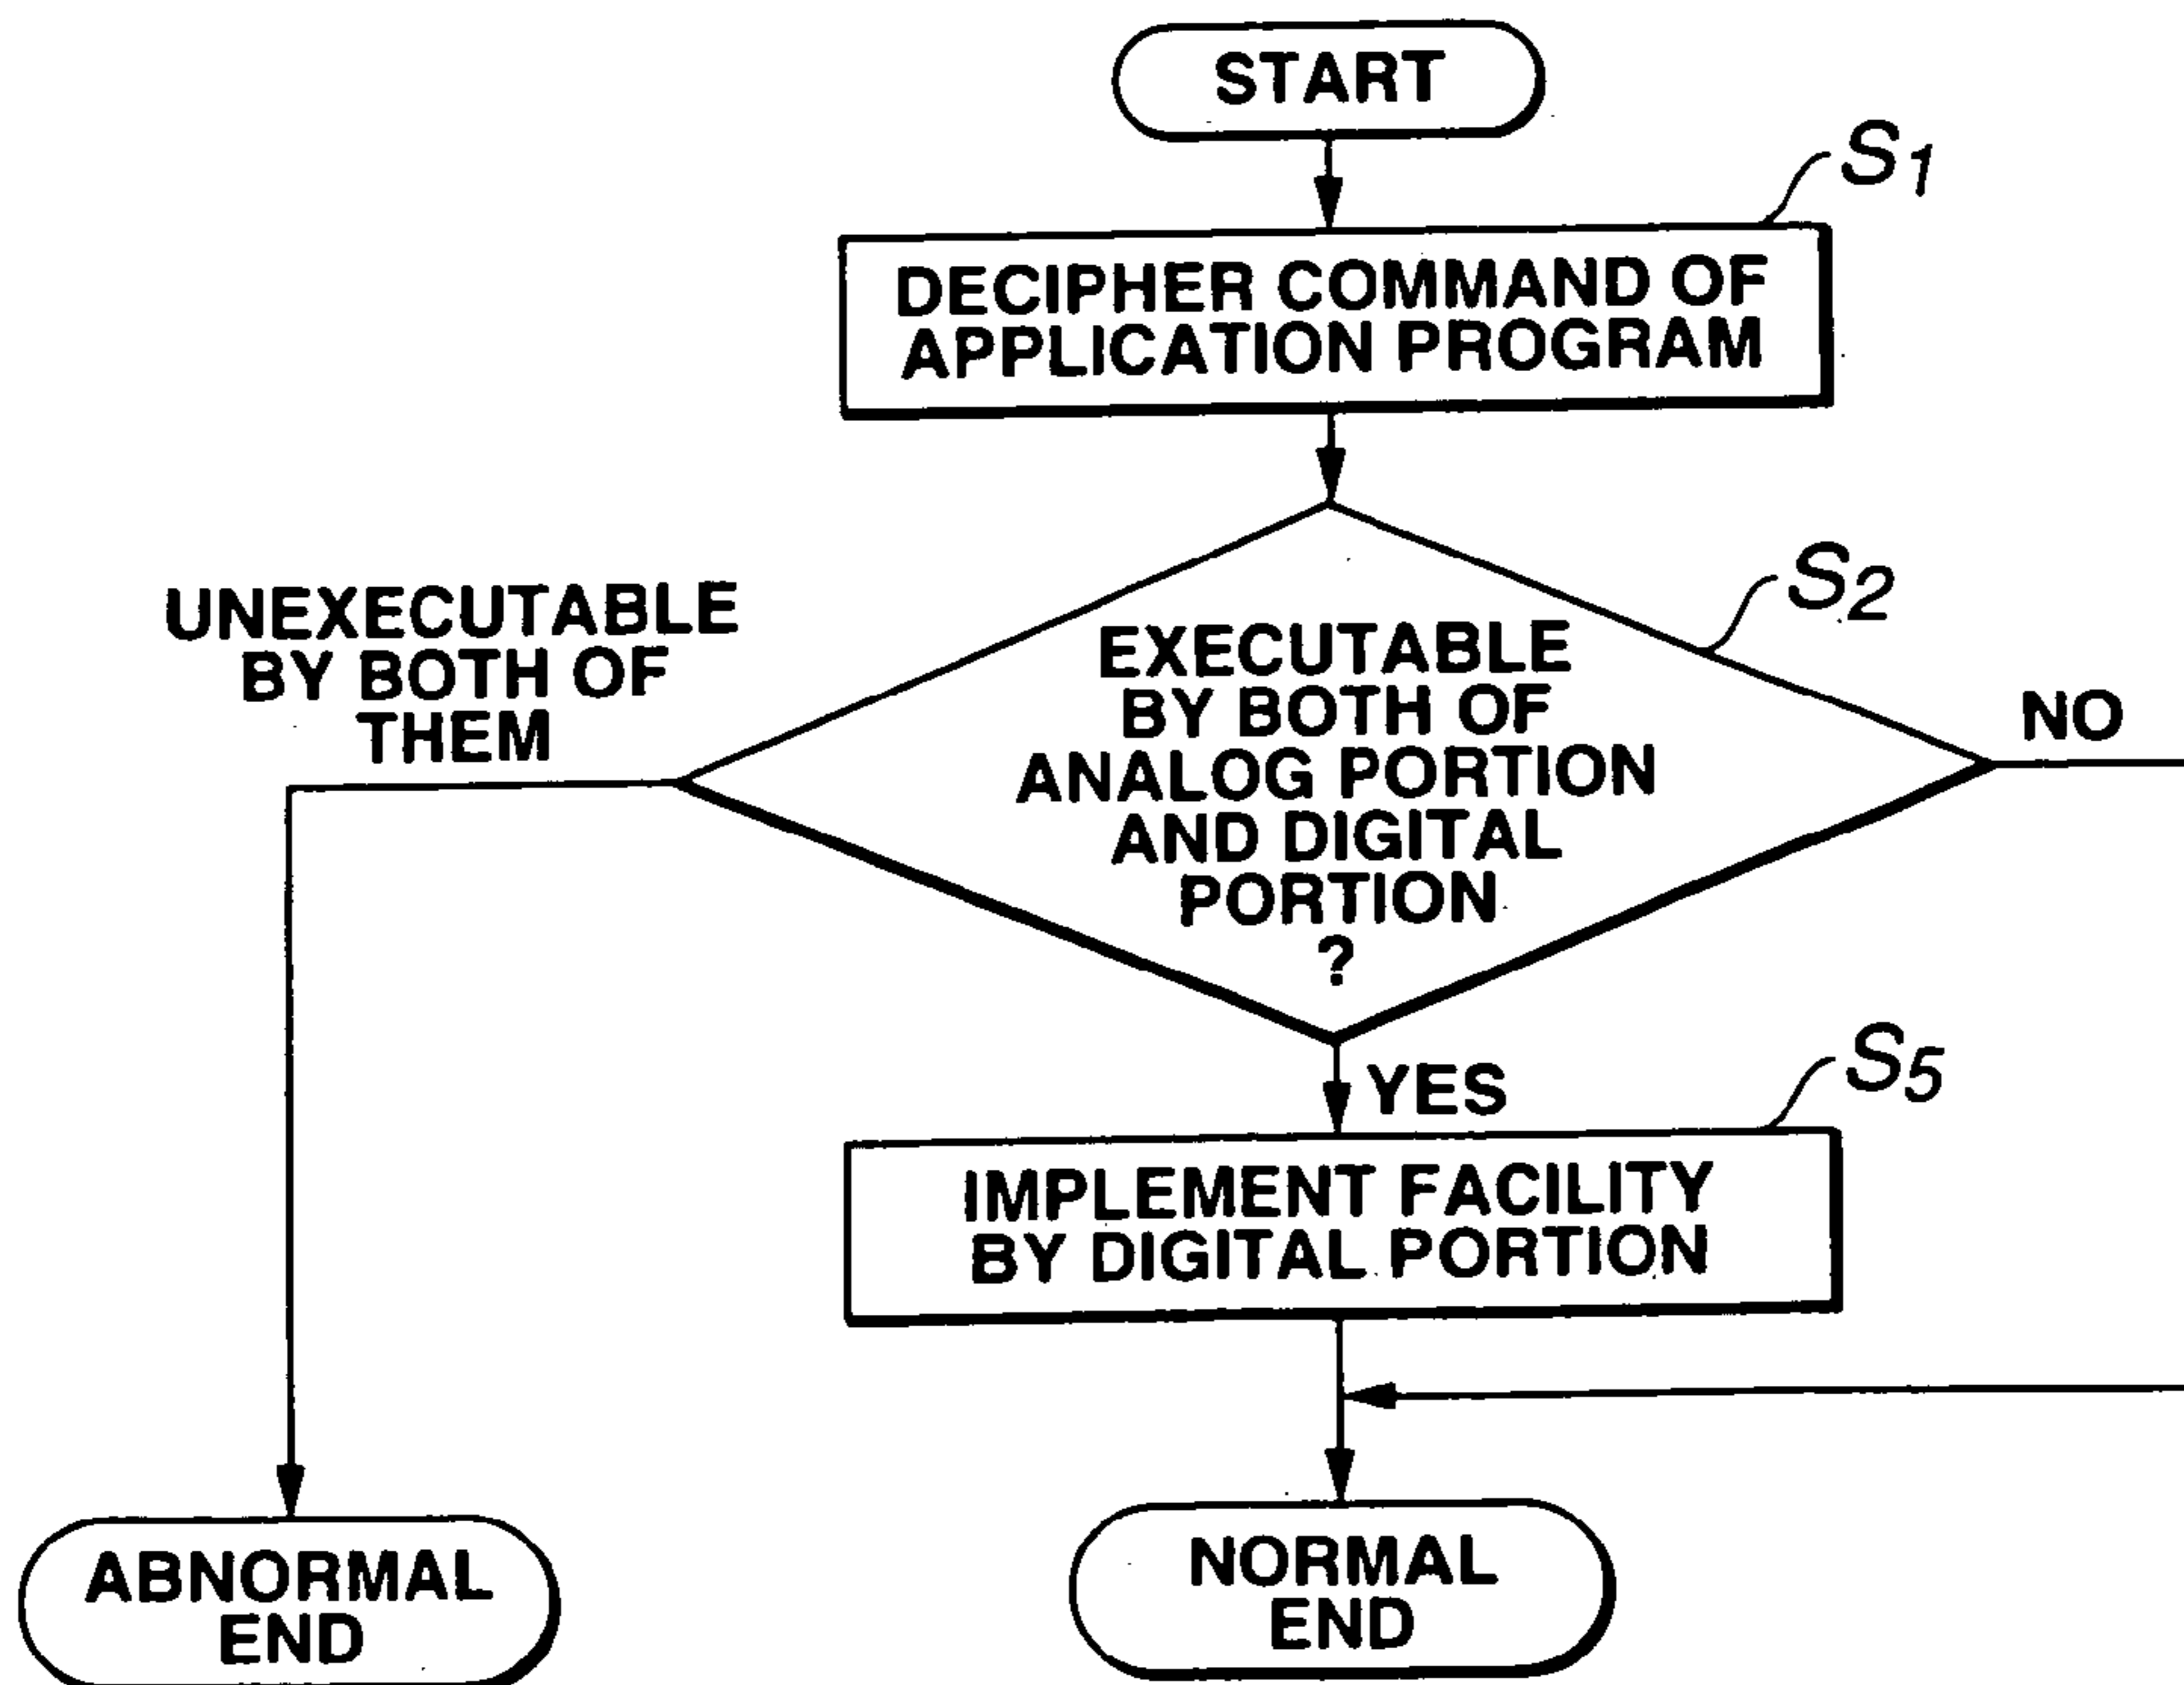 START
S1
DECIPHER COMMAND OF
APPLICATION PROGRAM
S2
UNEXECUTABLE
BY BOTH OF
THEM
EXECUTABLE
BY BOTH OF
ANALOG PORTION
AND DIGITAL
PORTION
?
NO
YES
S5
IMPLEMENT FACILITY
BY DIGITAL PORTION
ABNORMAL
END
NORMAL
END